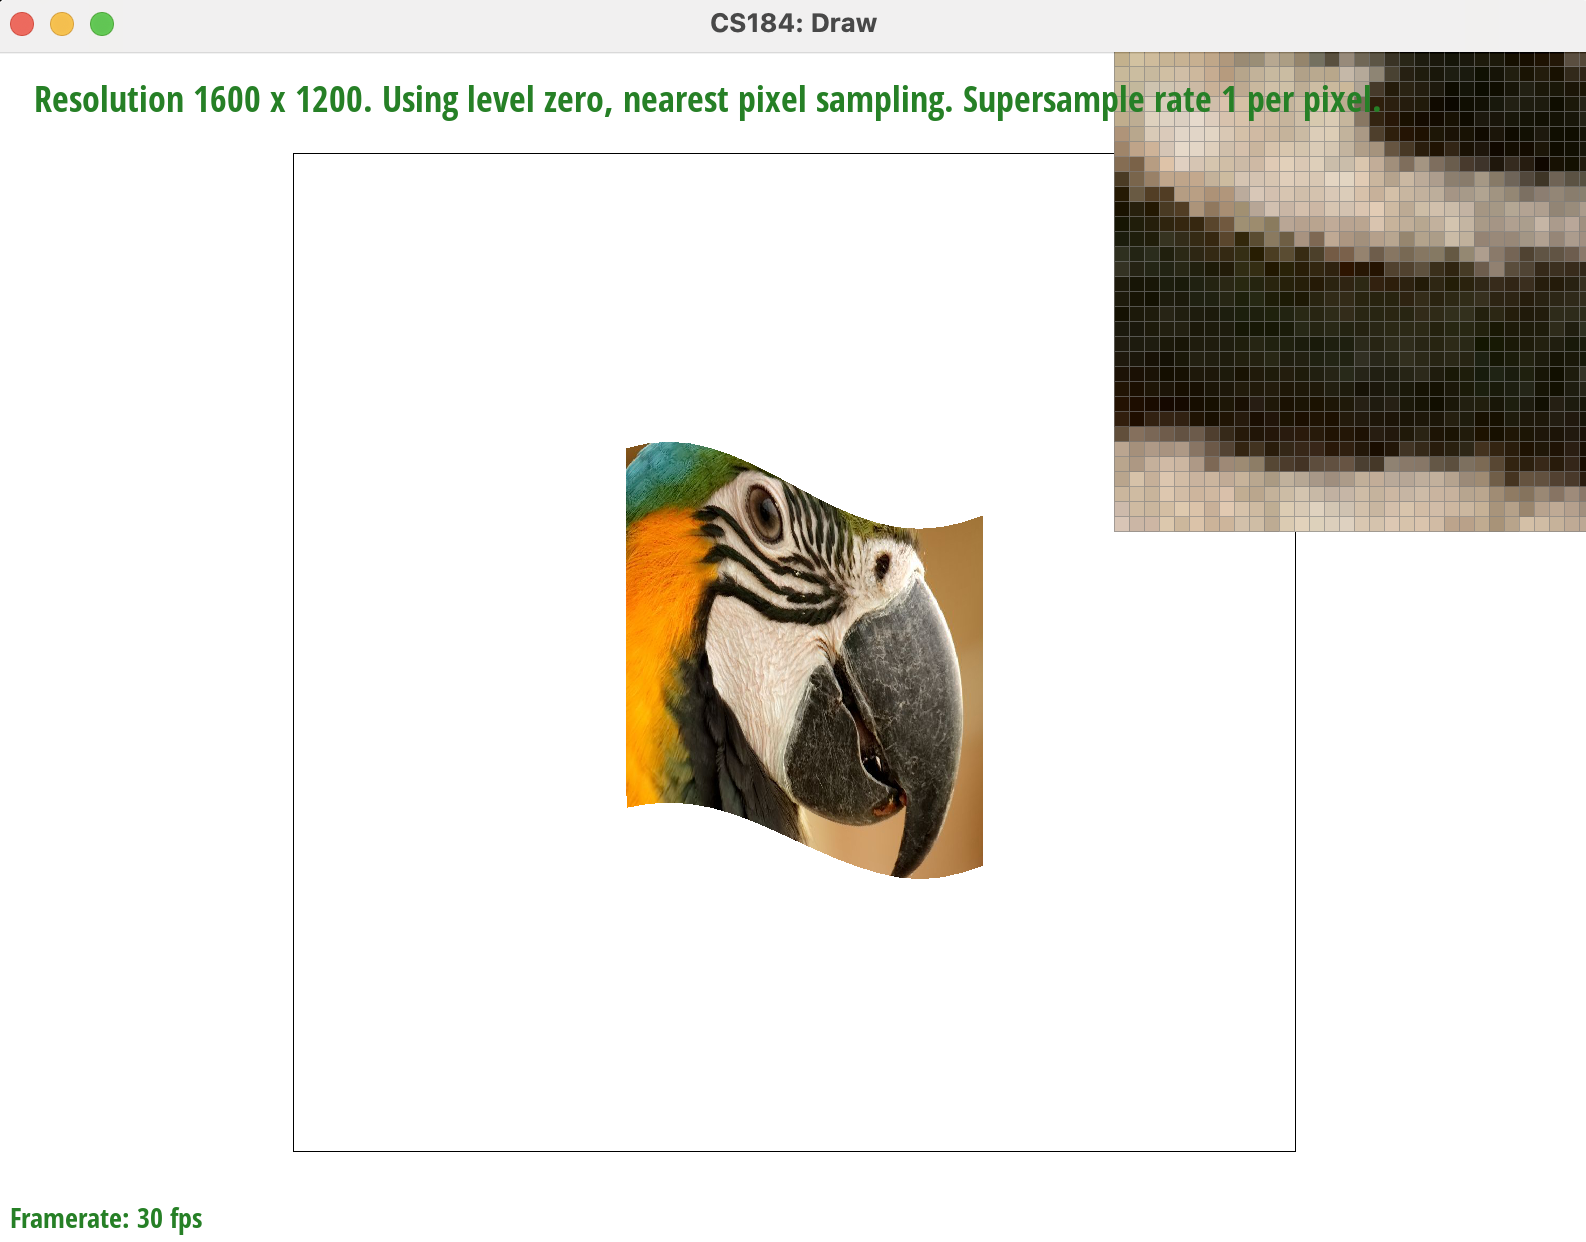 CS184: Draw
Resolution 1600 x 1200. Using level zero, nearest pixel sampling. Supersample rate 1 per pixel.
Framerate: 30 fps